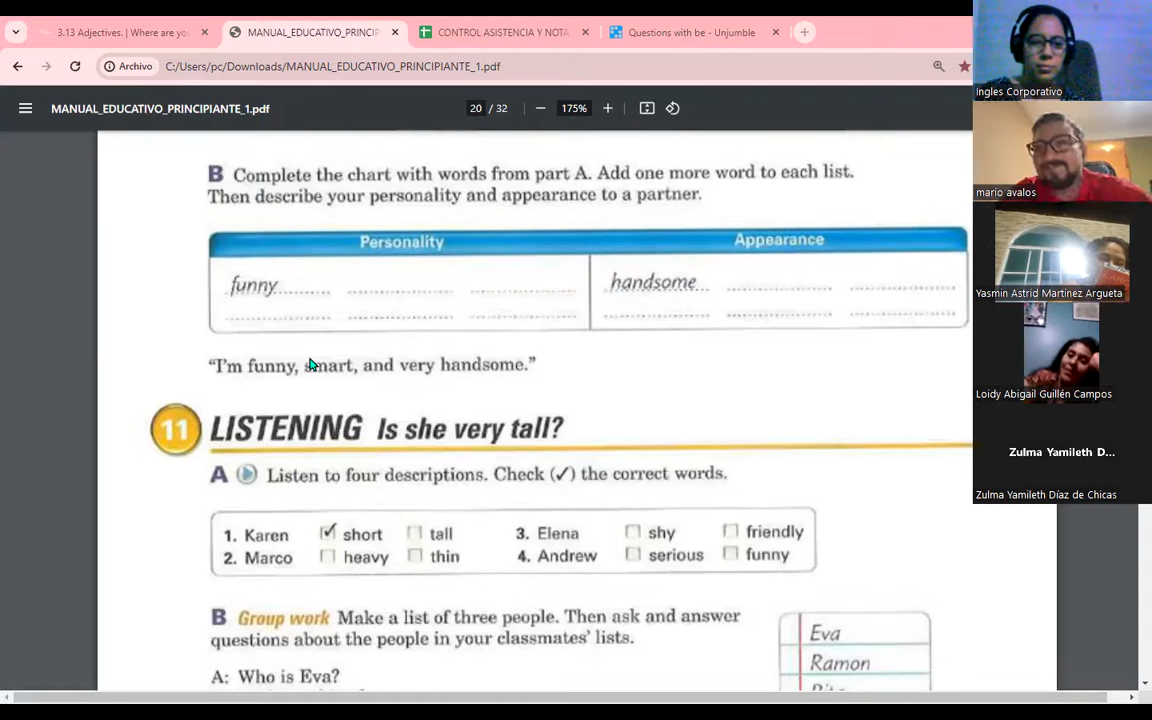 3.13 Adjectives. | Where are you
MANUAL_EDUCATIVO_PRINCIP
CONTROL ASISTENCIA Y NOTA
Questions with be - Unjumble
Archivo
C:/Users/pc/Downloads/MANUAL_EDUCATIVO_PRINCIPIANTE_1.pdf
MANUAL_EDUCATIVO_PRINCIPIANTE_1.pdf
20 / 32
175%
B Complete the chart with words from part A. Add one more word to each list.
Then describe your personality and appearance to a partner.
Personality Appearance
funny handsome
"I'm funny, smart, and very handsome."
11 LISTENING Is she very tall?
A Listen to four descriptions. Check (✓) the correct words.
1. Karen ✓ short tall 3. Elena shy friendly
2. Marco heavy thin 4. Andrew serious funny
B Group work Make a list of three people. Then ask and answer
questions about the people in your classmates' lists.
A: Who is Eva?
Eva
Ramon
Ingles Corporativo
mario avalos
Yasmin Astrid Martinez Argueta
Loidy Abigail Guillén Campos
Zulma Yamileth D...
Zulma Yamileth Díaz de Chicas